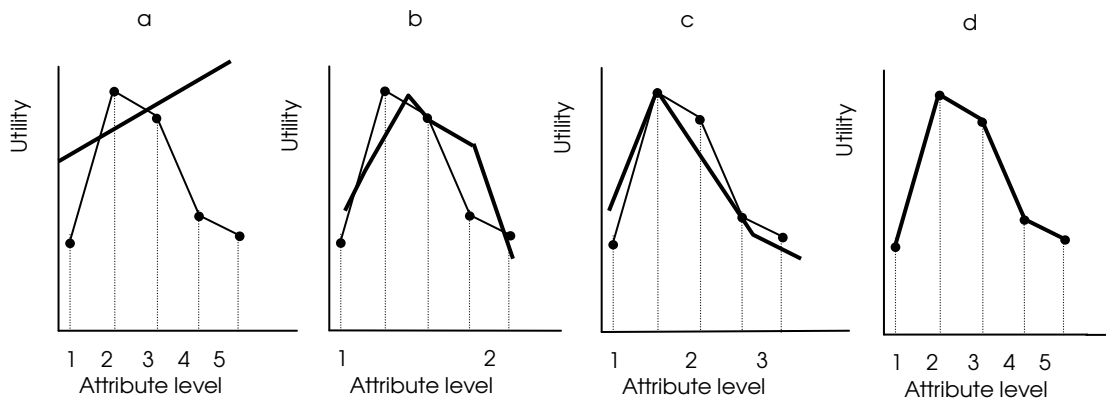 a b c d
Utility Utility Utility Utility
1 2 3 4 5 1 2 1 2 3 1 2 3 4 5
Attribute level Attribute level Attribute level Attribute level